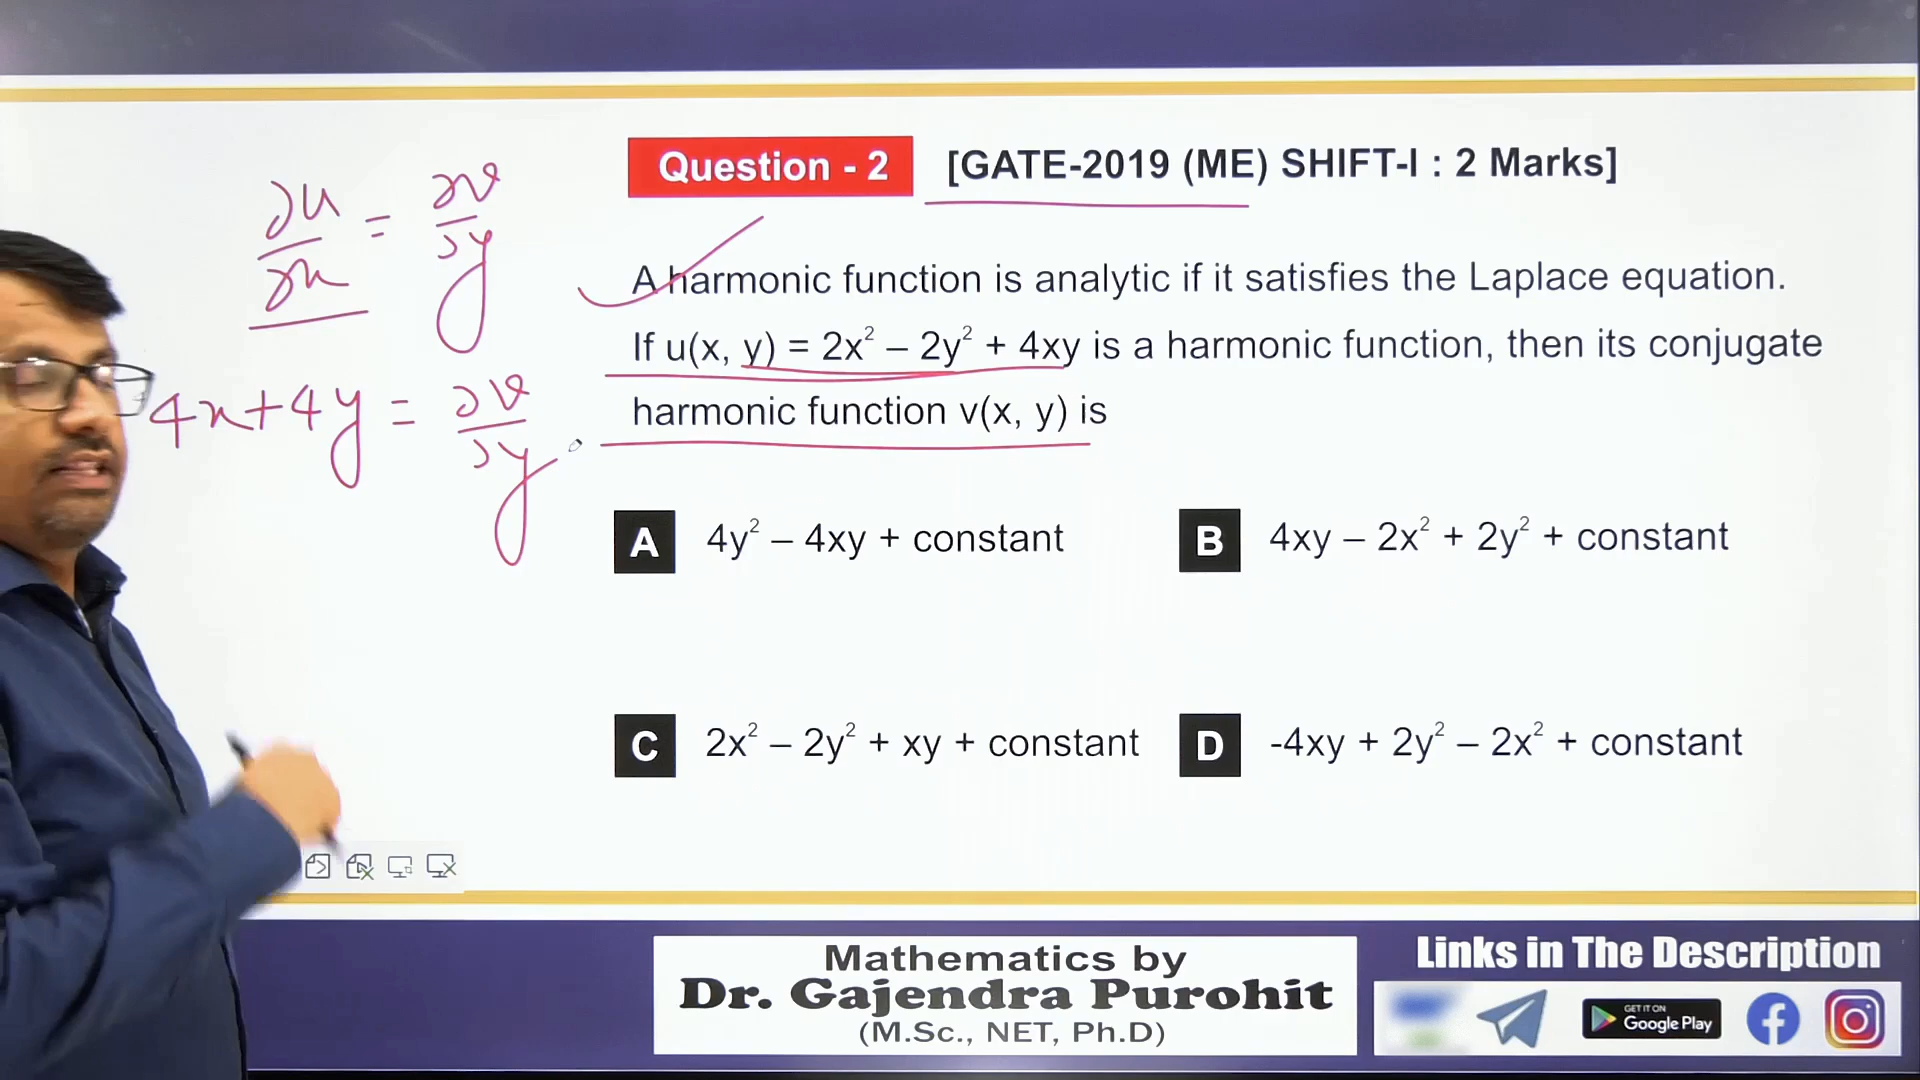 Question - 2 [GATE-2019 (ME) SHIFT-I : 2 Marks]
∂u/∂x = ∂v/∂y
A harmonic function is analytic if it satisfies the Laplace equation.
If u(x, y) = 2x² – 2y² + 4xy is a harmonic function, then its conjugate
4x+4y = ∂v/∂y
harmonic function v(x, y) is
A 4y² – 4xy + constant
B 4xy – 2x² + 2y² + constant
C 2x² – 2y² + xy + constant
D -4xy + 2y² – 2x² + constant
Mathematics by
Dr. Gajendra Purohit
(M.Sc., NET, Ph.D)
Links in The Description
GET IT ON
Google Play